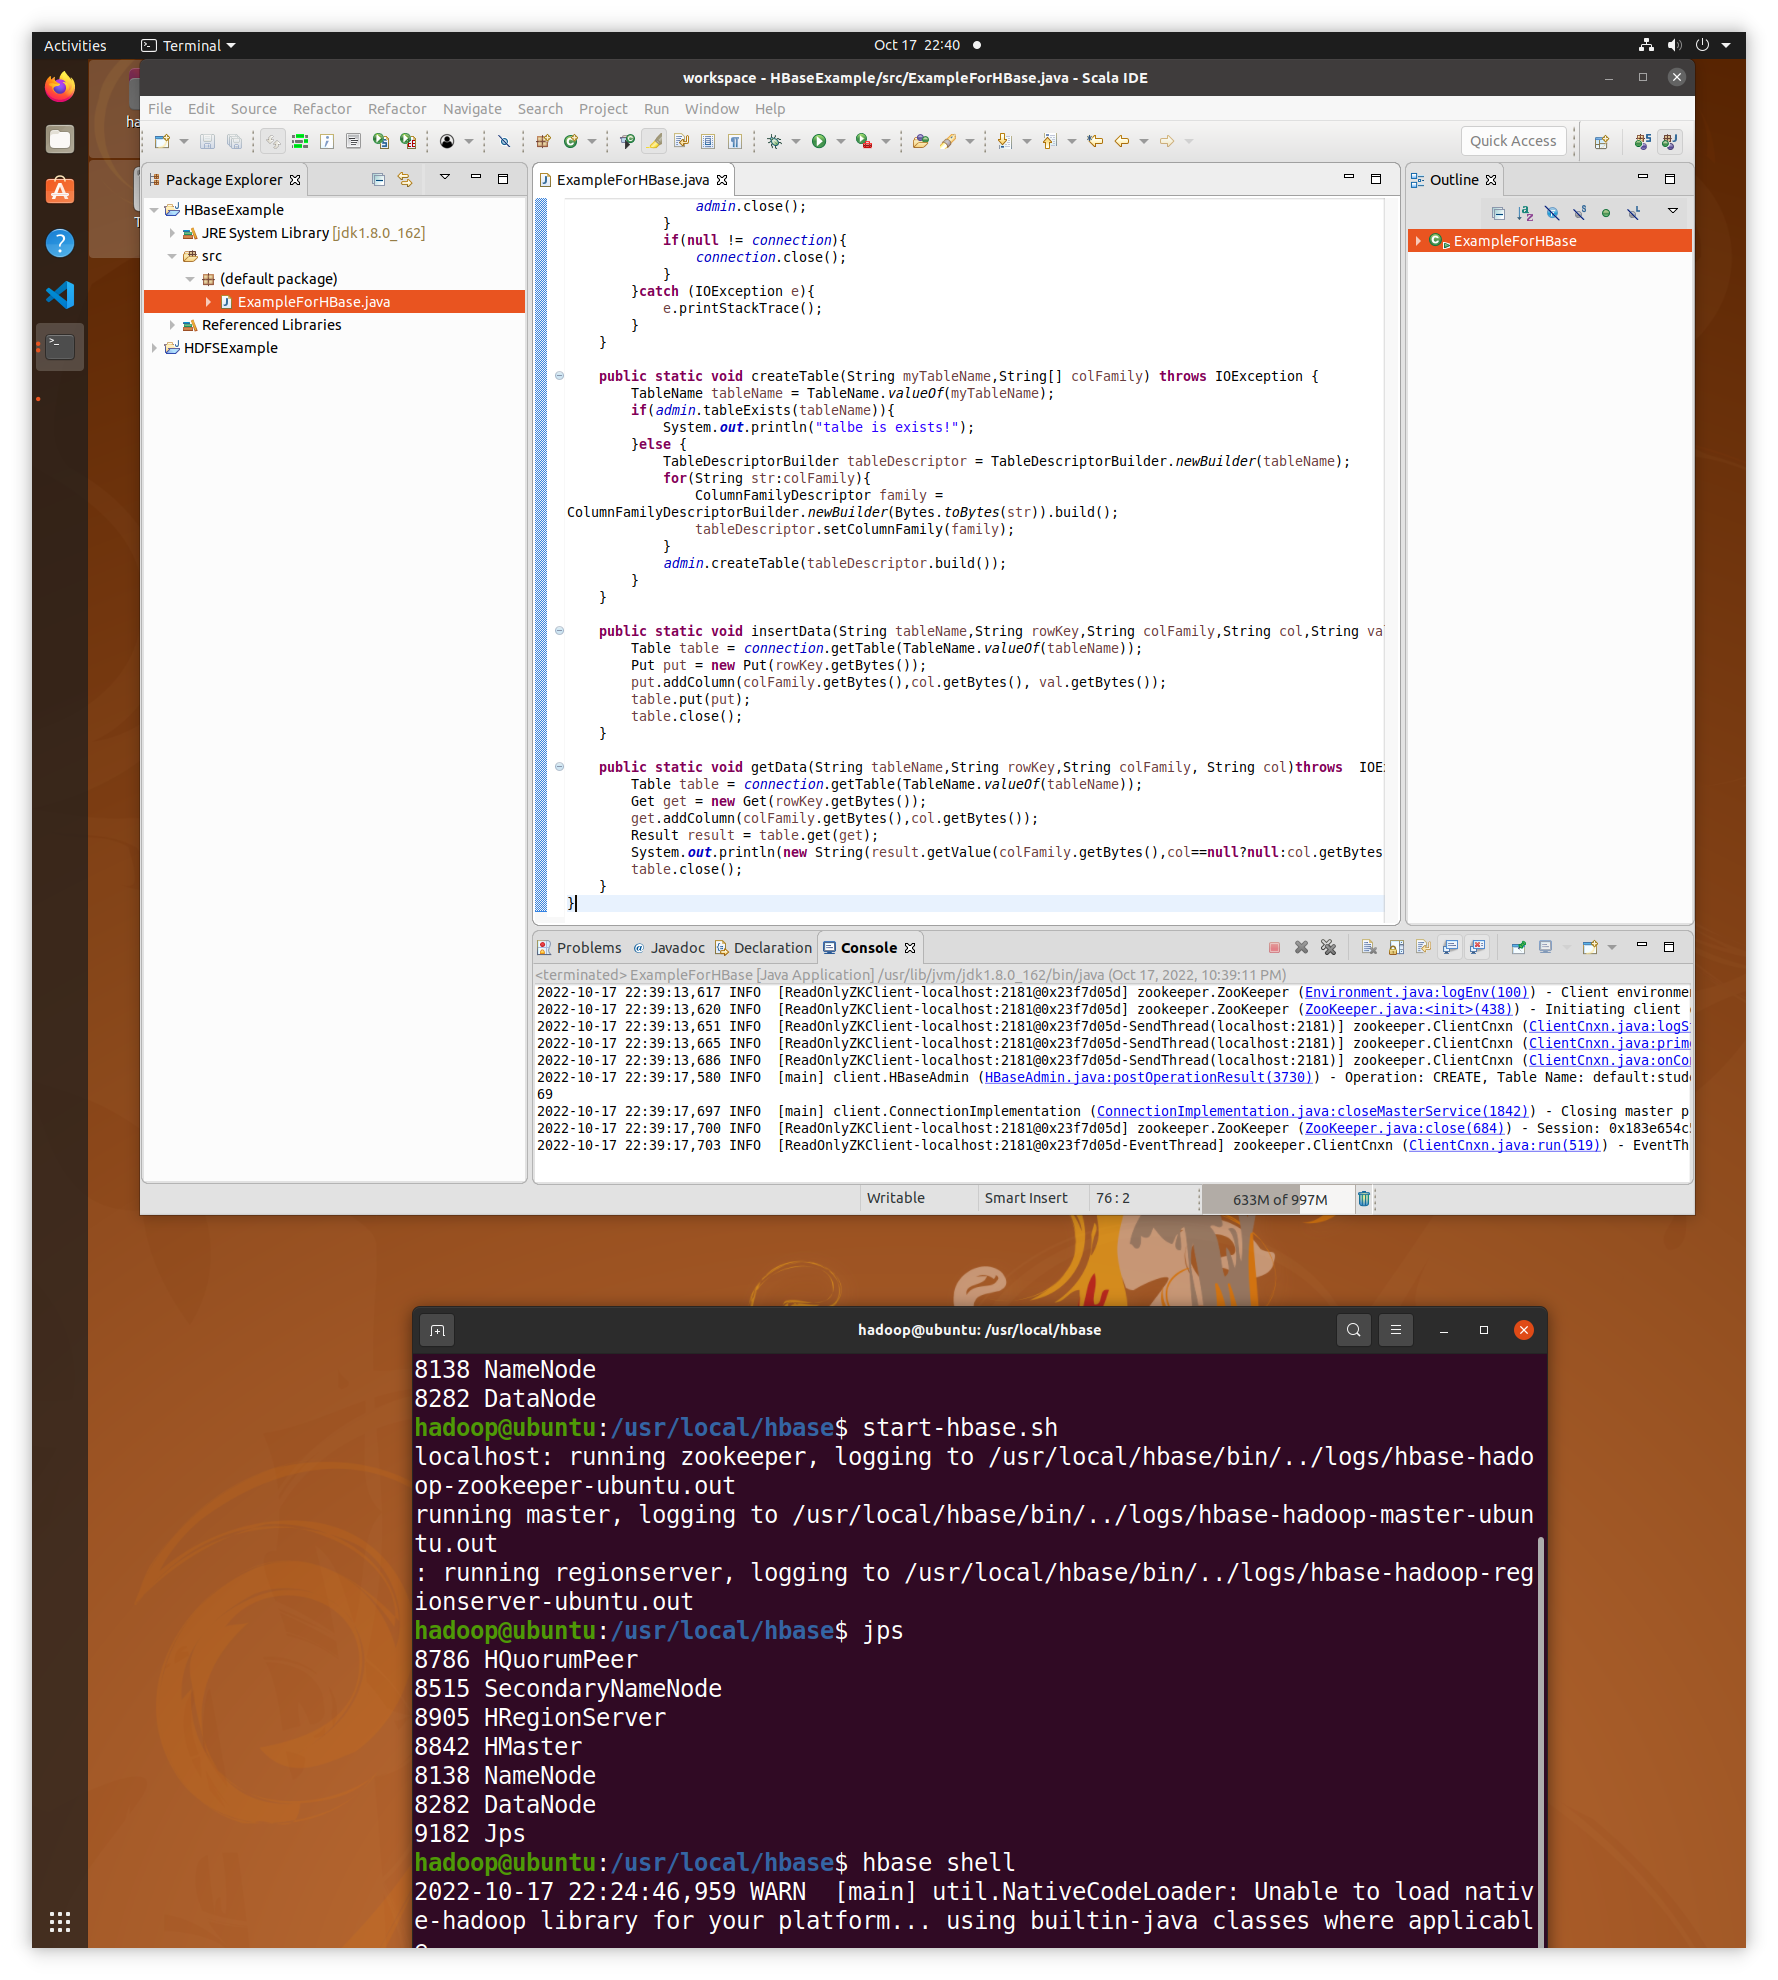 Activities
Terminal
Oct 17 22:40
workspace - HBaseExample/src/ExampleForHBase.java - Scala IDE
File Edit Source Refactor Refactor Navigate Search Project Run Window Help
Quick Access
Package Explorer
HBaseExample
JRE System Library [jdk1.8.0_162]
src
(default package)
ExampleForHBase.java
Referenced Libraries
HDFSExample
ExampleForHBase.java
admin.close();
}
if(null != connection){
connection.close();
}
}catch (IOException e){
e.printStackTrace();
}
}
public static void createTable(String myTableName,String[] colFamily) throws IOException {
TableName tableName = TableName.valueOf(myTableName);
if(admin.tableExists(tableName)){
System.out.println("talbe is exists!");
}else {
TableDescriptorBuilder tableDescriptor = TableDescriptorBuilder.newBuilder(tableName);
for(String str:colFamily){
ColumnFamilyDescriptor family =
ColumnFamilyDescriptorBuilder.newBuilder(Bytes.toBytes(str)).build();
tableDescriptor.setColumnFamily(family);
}
admin.createTable(tableDescriptor.build());
}
}
public static void insertData(String tableName,String rowKey,String colFamily,String col,String va
Table table = connection.getTable(TableName.valueOf(tableName));
Put put = new Put(rowKey.getBytes());
put.addColumn(colFamily.getBytes(),col.getBytes(), val.getBytes());
table.put(put);
table.close();
}
public static void getData(String tableName,String rowKey,String colFamily, String col)throws IOE
Table table = connection.getTable(TableName.valueOf(tableName));
Get get = new Get(rowKey.getBytes());
get.addColumn(colFamily.getBytes(),col.getBytes());
Result result = table.get(get);
System.out.println(new String(result.getValue(colFamily.getBytes(),col==null?null:col.getBytes
table.close();
}
}
Outline
ExampleForHBase
Problems Javadoc Declaration Console
<terminated> ExampleForHBase [Java Application] /usr/lib/jvm/jdk1.8.0_162/bin/java (Oct 17, 2022, 10:39:11 PM)
2022-10-17 22:39:13,617 INFO [ReadOnlyZKClient-localhost:2181@0x23f7d05d] zookeeper.ZooKeeper (Environment.java:logEnv(100)) - Client environme
2022-10-17 22:39:13,620 INFO [ReadOnlyZKClient-localhost:2181@0x23f7d05d] zookeeper.ZooKeeper (ZooKeeper.java:<init>(438)) - Initiating client
2022-10-17 22:39:13,651 INFO [ReadOnlyZKClient-localhost:2181@0x23f7d05d-SendThread(localhost:2181)] zookeeper.ClientCnxn (ClientCnxn.java:logS
2022-10-17 22:39:13,665 INFO [ReadOnlyZKClient-localhost:2181@0x23f7d05d-SendThread(localhost:2181)] zookeeper.ClientCnxn (ClientCnxn.java:prim
2022-10-17 22:39:13,686 INFO [ReadOnlyZKClient-localhost:2181@0x23f7d05d-SendThread(localhost:2181)] zookeeper.ClientCnxn (ClientCnxn.java:onCo
2022-10-17 22:39:17,580 INFO [main] client.HBaseAdmin (HBaseAdmin.java:postOperationResult(3730)) - Operation: CREATE, Table Name: default:stud
69
2022-10-17 22:39:17,697 INFO [main] client.ConnectionImplementation (ConnectionImplementation.java:closeMasterService(1842)) - Closing master p
2022-10-17 22:39:17,700 INFO [ReadOnlyZKClient-localhost:2181@0x23f7d05d] zookeeper.ZooKeeper (ZooKeeper.java:close(684)) - Session: 0x183e654c
2022-10-17 22:39:17,703 INFO [ReadOnlyZKClient-localhost:2181@0x23f7d05d-EventThread] zookeeper.ClientCnxn (ClientCnxn.java:run(519)) - EventTh
Writable Smart Insert 76 : 2 633M of 997M
hadoop@ubuntu: /usr/local/hbase
8138 NameNode
8282 DataNode
hadoop@ubuntu:/usr/local/hbase$ start-hbase.sh
localhost: running zookeeper, logging to /usr/local/hbase/bin/../logs/hbase-hado
op-zookeeper-ubuntu.out
running master, logging to /usr/local/hbase/bin/../logs/hbase-hadoop-master-ubun
tu.out
: running regionserver, logging to /usr/local/hbase/bin/../logs/hbase-hadoop-reg
ionserver-ubuntu.out
hadoop@ubuntu:/usr/local/hbase$ jps
8786 HQuorumPeer
8515 SecondaryNameNode
8905 HRegionServer
8842 HMaster
8138 NameNode
8282 DataNode
9182 Jps
hadoop@ubuntu:/usr/local/hbase$ hbase shell
2022-10-17 22:24:46,959 WARN [main] util.NativeCodeLoader: Unable to load nativ
e-hadoop library for your platform... using builtin-java classes where applicabl